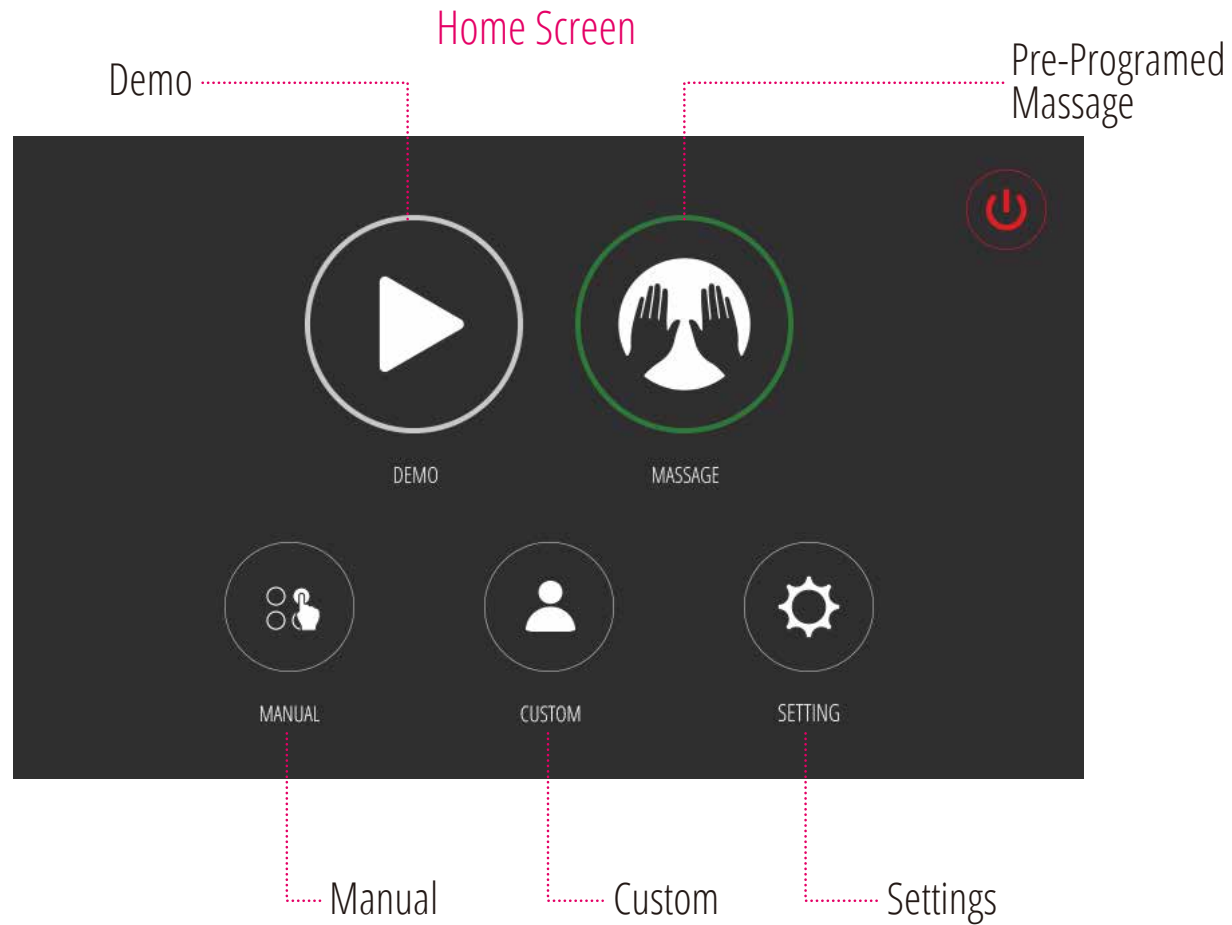 Home Screen
Demo
Pre-Programed
Massage
DEMO
MASSAGE
MANUAL
CUSTOM
SETTING
Manual
Custom
Settings